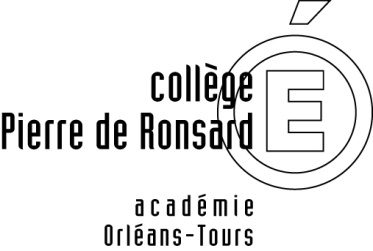 collège
Pierre de Ronsard
É
académie
Orléans-Tours